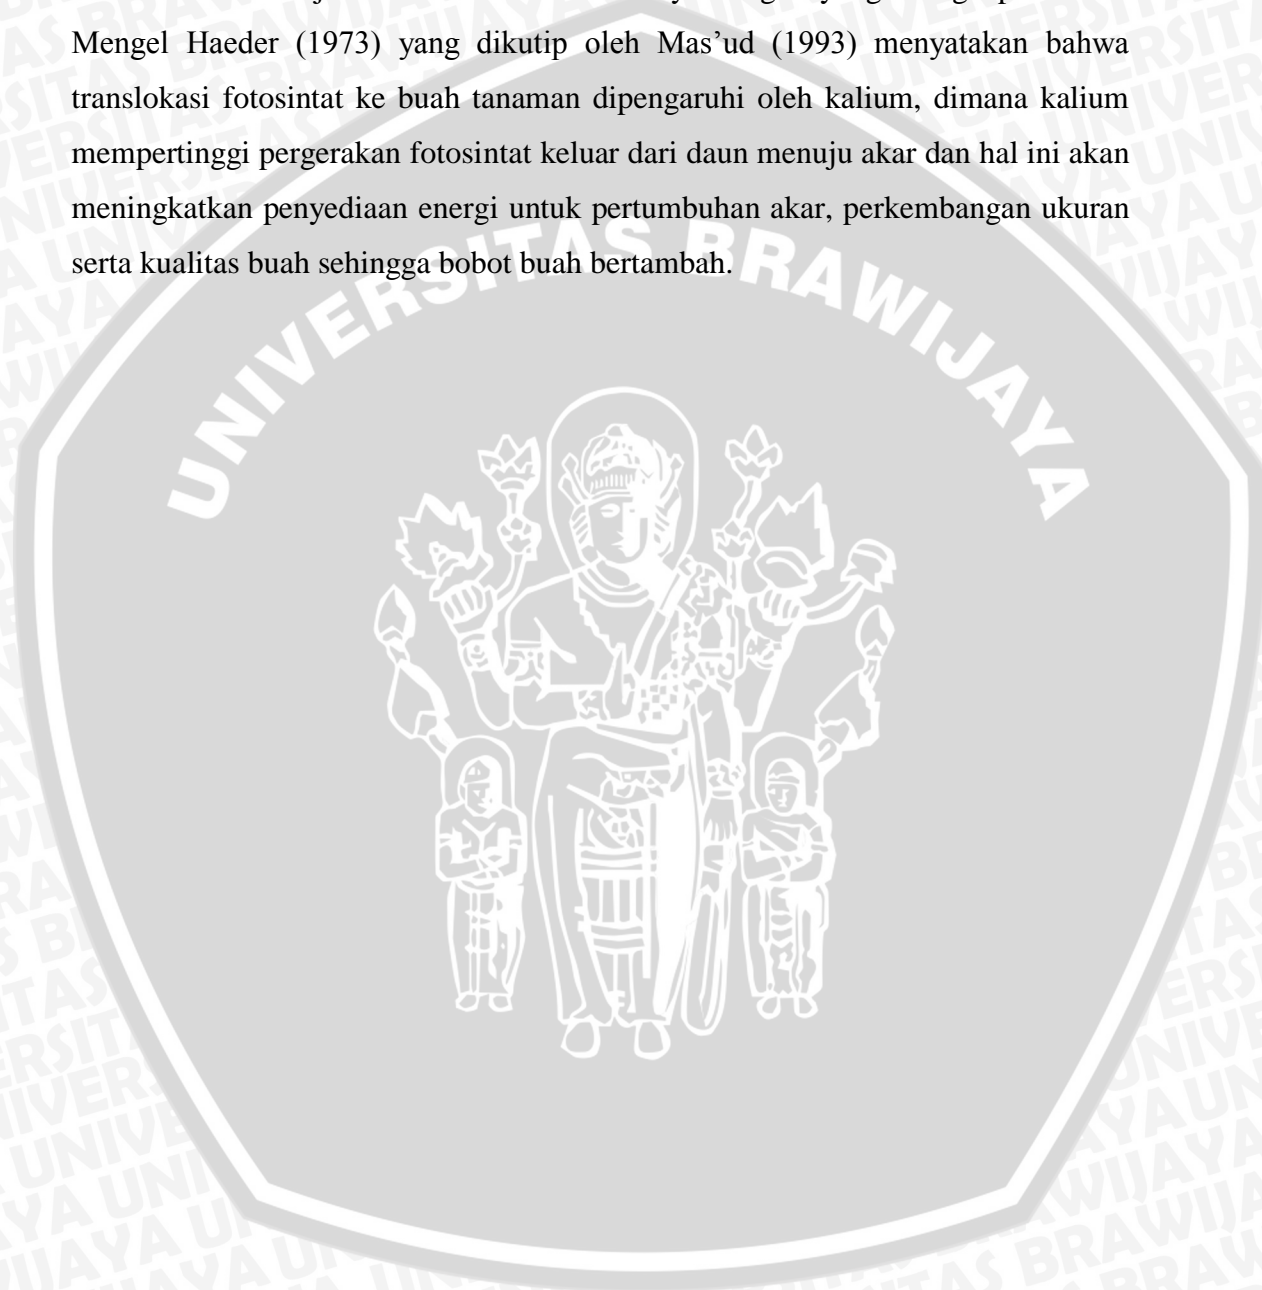 Mengel Haeder (1973) yang dikutip oleh Mas’ud (1993) menyatakan bahwa
translokasi fotosintat ke buah tanaman dipengaruhi oleh kalium, dimana kalium
mempertinggi pergerakan fotosintat keluar dari daun menuju akar dan hal ini akan
meningkatkan penyediaan energi untuk pertumbuhan akar, perkembangan ukuran
serta kualitas buah sehingga bobot buah bertambah.
UNIVERSITAS BRAWIJAYA